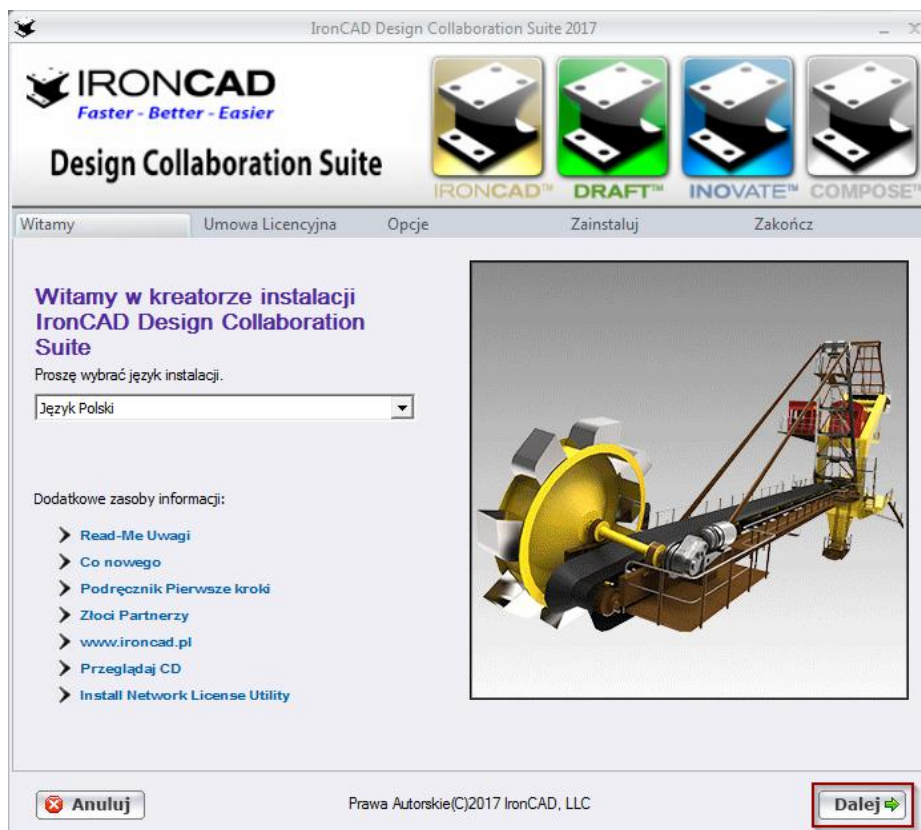 IronCAD Design Collaboration Suite 2017
IRONCAD
Faster - Better - Easier
Design Collaboration Suite
IRONCAD™ DRAFT™ INOVATE™ COMPOSE™
Witamy Umowa Licencyjna Opcje Zainstaluj Zakończ
Witamy w kreatorze instalacji
IronCAD Design Collaboration
Suite
Proszę wybrać język instalacji.
Język Polski
Dodatkowe zasoby informacji:
Read-Me Uwagi
Co nowego
Podręcznik Pierwsze kroki
Złoci Partnerzy
www.ironcad.pl
Przeglądaj CD
Install Network License Utility
Anuluj Prawa Autorskie(C)2017 IronCAD, LLC Dalej